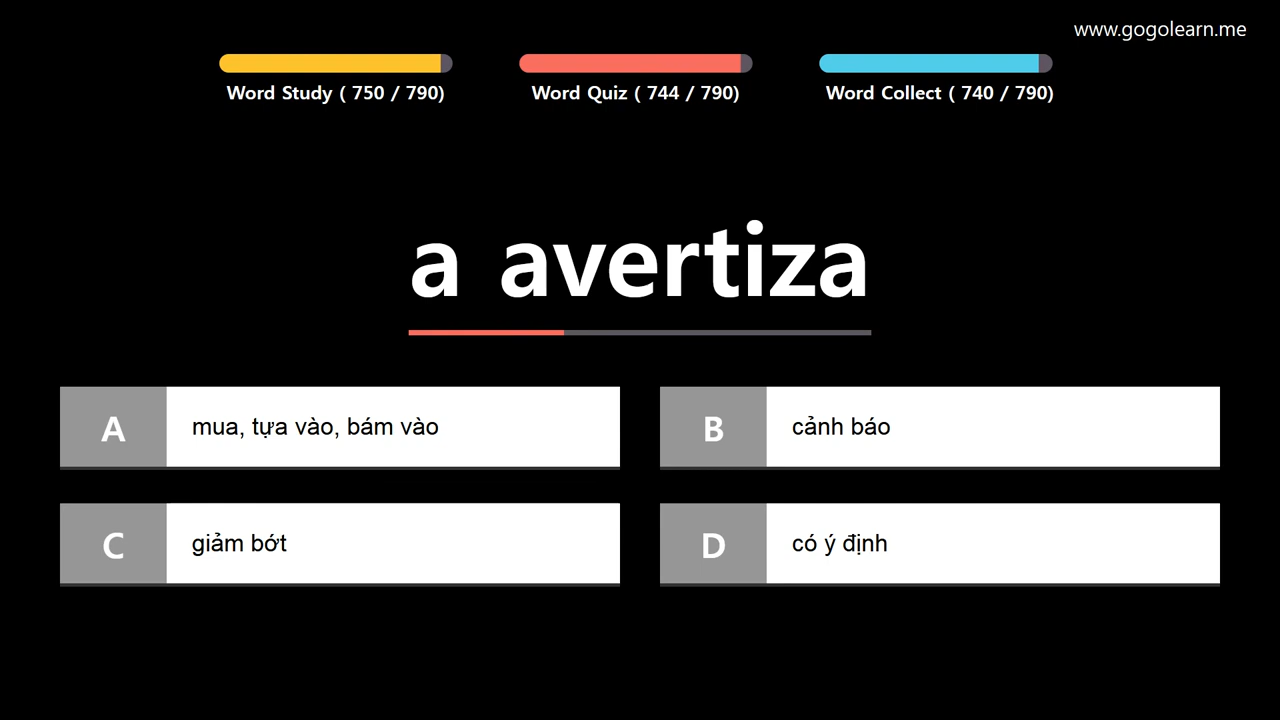 www.gogolearn.me
Word Study ( 750 / 790)
Word Quiz ( 744 / 790)
Word Collect ( 740 / 790)
a avertiza
A
mua, tựa vào, bám vào
B
cảnh báo
C
giảm bớt
D
có ý định